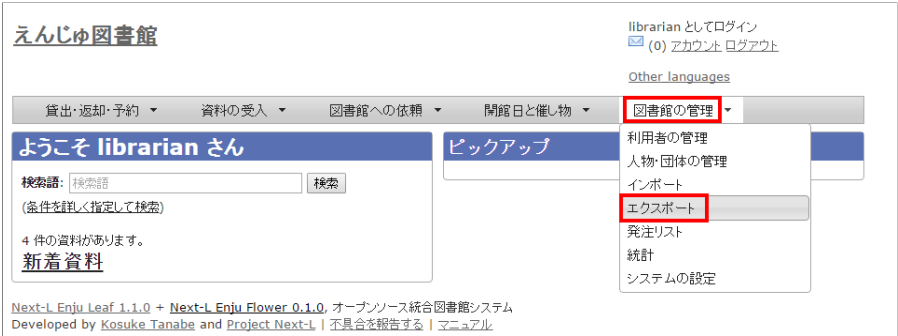 えんじゅ図書館
librarian としてログイン
(0) アカウント ログアウト
Other languages
貸出・返却・予約 ▼ 資料の受入 ▼ 図書館への依頼 ▼ 開館日と催し物 ▼ 図書館の管理 ▼
ようこそ librarian さん
ピックアップ
検索語: 検索語 検索
(条件を詳しく指定して検索)
4 件の資料があります。
新着資料
利用者の管理
人物・団体の管理
インポート
エクスポート
発注リスト
統計
システムの設定
Next-L Enju Leaf 1.1.0 + Next-L Enju Flower 0.1.0, オープンソース統合図書館システム
Developed by Kosuke Tanabe and Project Next-L | 不具合を報告する | マニュアル